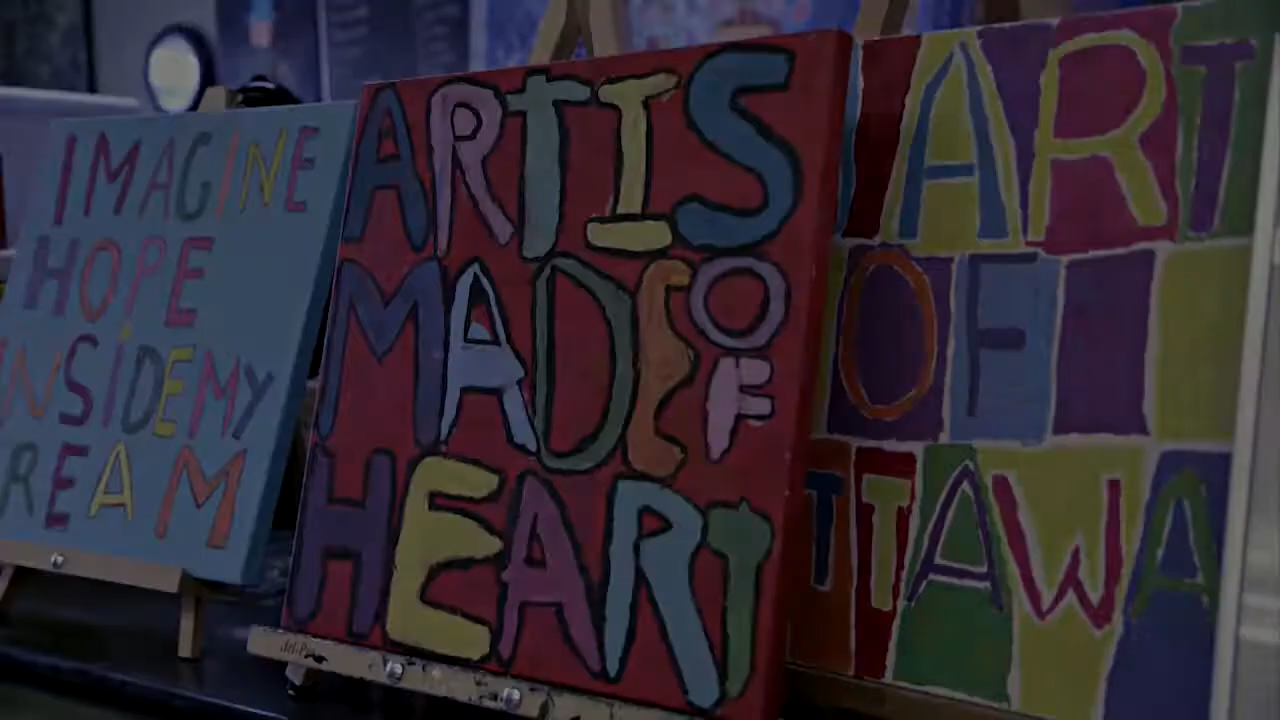 IMAGINE
HOPE
INSIDE MY
REAM
ART IS
MADE OF
HEART
ART
OF
TTAWA